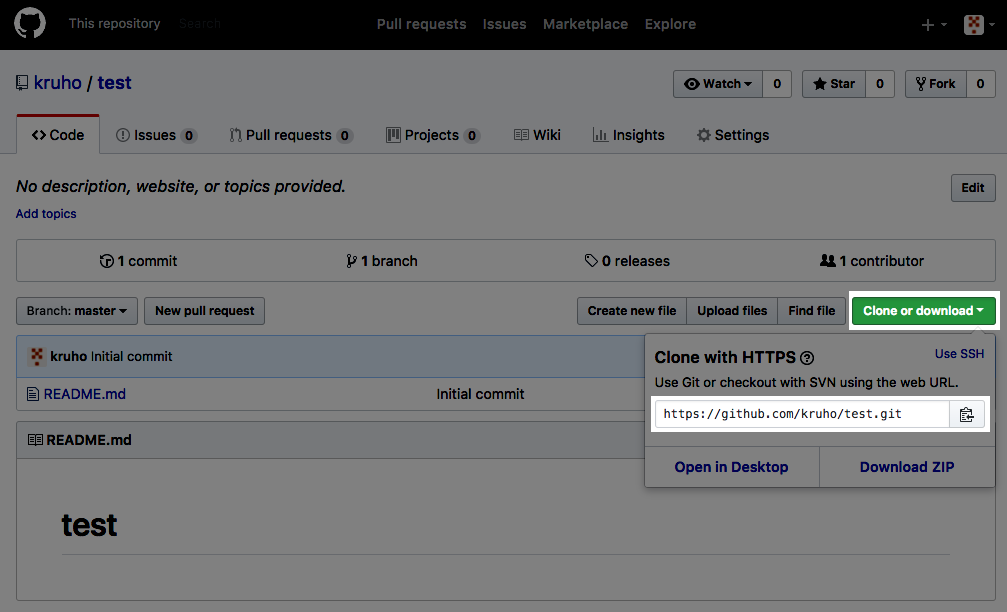 This repository Search Pull requests Issues Marketplace Explore
kruho / test Watch 0 Star 0 Fork 0
Code Issues 0 Pull requests 0 Projects 0 Wiki Insights Settings
No description, website, or topics provided. Edit
Add topics
1 commit 1 branch 0 releases 1 contributor
Branch: master New pull request Create new file Upload files Find file Clone or download
kruho Initial commit
README.md Initial commit
Clone with HTTPS Use SSH
Use Git or checkout with SVN using the web URL.
https://github.com/kruho/test.git
Open in Desktop Download ZIP
README.md
test